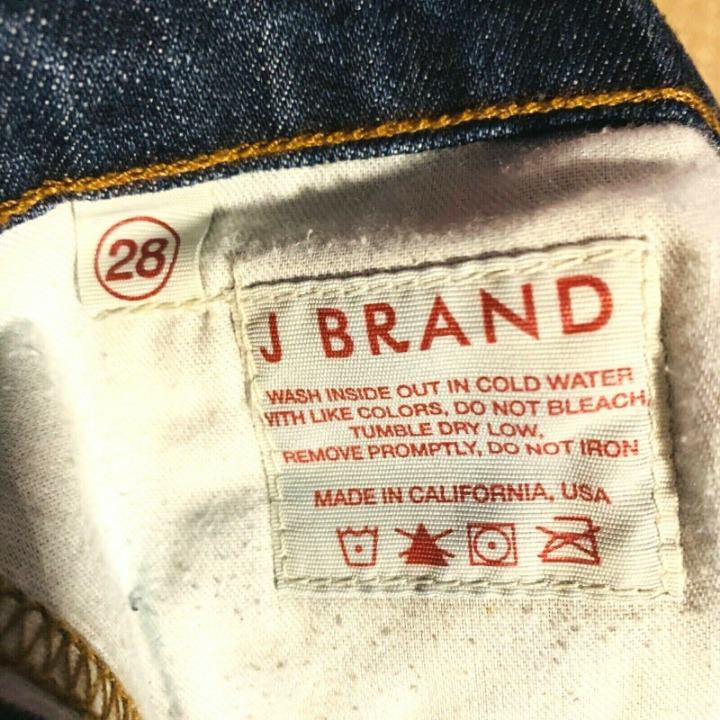 28
J BRAND
WASH INSIDE OUT IN COLD WATER
WITH LIKE COLORS, DO NOT BLEACH,
TUMBLE DRY LOW,
REMOVE PROMPTLY, DO NOT IRON
MADE IN CALIFORNIA, USA